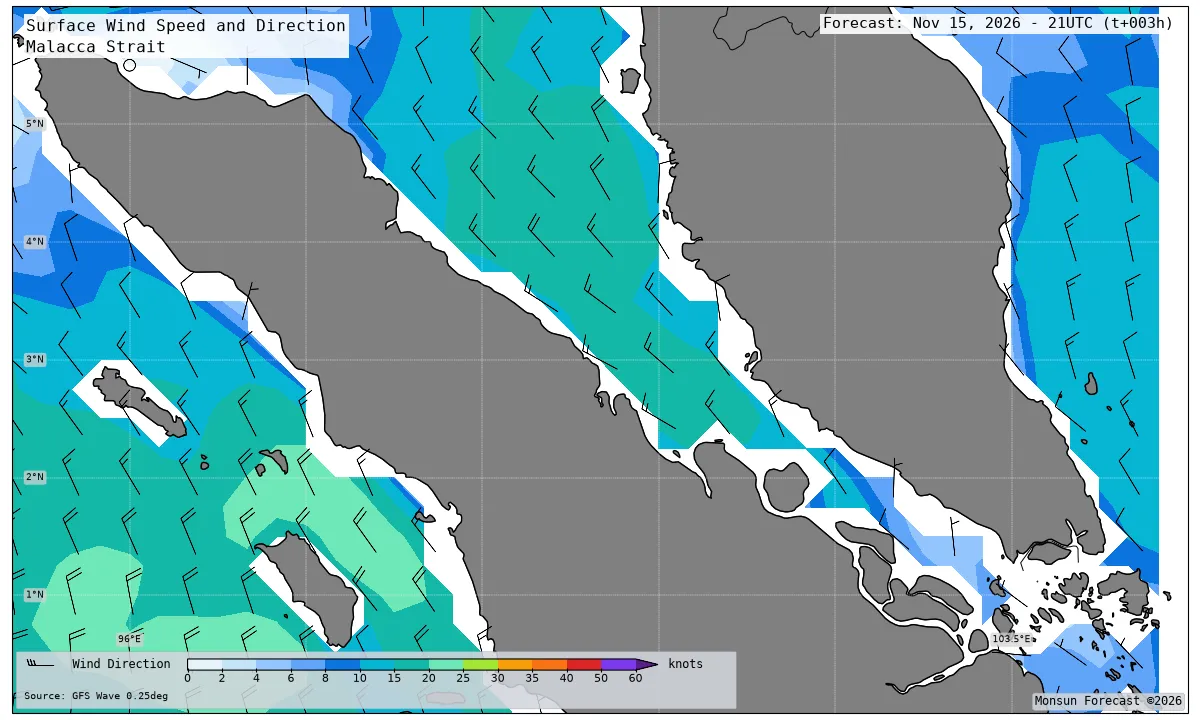 Surface Wind Speed and Direction
Malacca Strait
Forecast: Nov 15, 2026 - 21UTC (t+003h)
5°N
4°N
3°N
2°N
1°N
96°E
103.5°E
Wind Direction
knots
0 2 4 6 8 10 15 20 25 30 35 40 50 60
Source: GFS Wave 0.25deg
Monsun Forecast ©2026